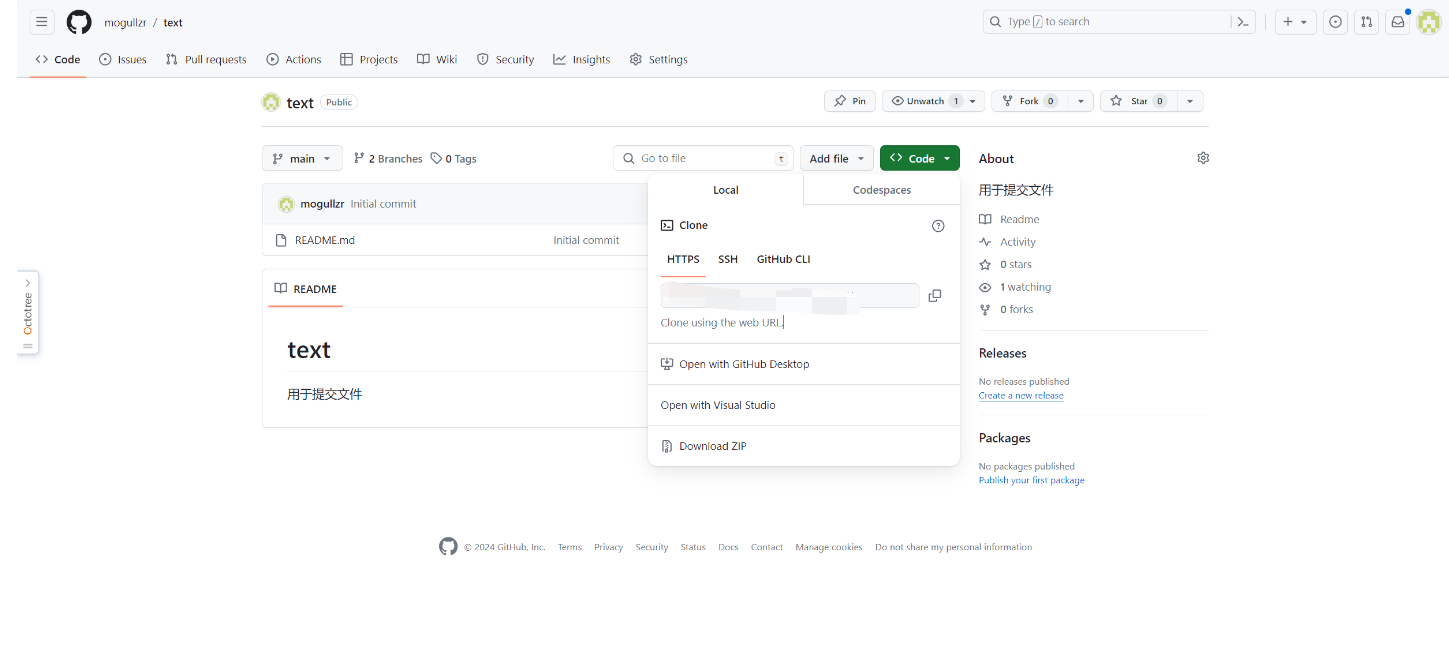 mogullzr / text
Type / to search
Code Issues Pull requests Actions Projects Wiki Security Insights Settings
text Public
Pin Unwatch 1 Fork 0 Star 0
main 2 Branches 0 Tags
Go to file t
Add file Code
mogullzr Initial commit
README.md Initial commit
README
text
用于提交文件
Local Codespaces
Clone
HTTPS SSH GitHub CLI
Clone using the web URL.
Open with GitHub Desktop
Open with Visual Studio
Download ZIP
About
用于提交文件
Readme
Activity
0 stars
1 watching
0 forks
Releases
No releases published
Create a new release
Packages
No packages published
Publish your first package
Octotree
© 2024 GitHub, Inc. Terms Privacy Security Status Docs Contact Manage cookies Do not share my personal information